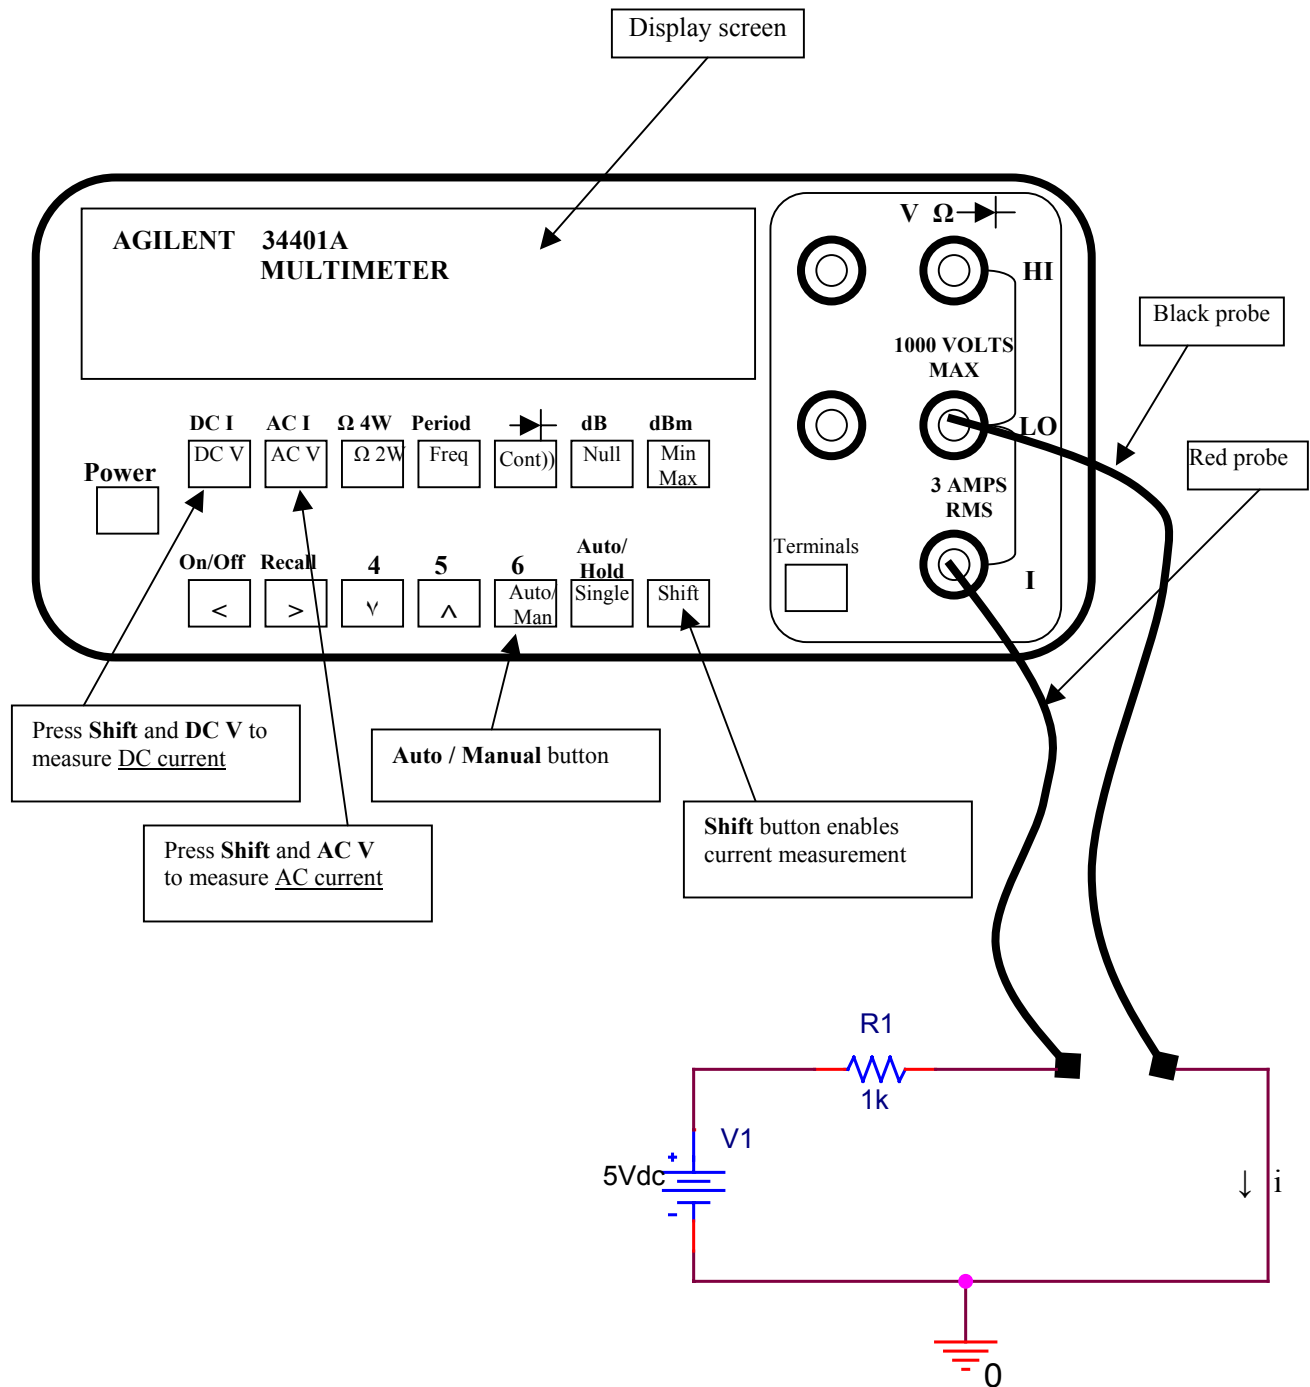 Display screen
AGILENT 34401A
MULTIMETER
V Ω
HI
1000 VOLTS
MAX
LO
3 AMPS
RMS
I
Terminals
Black probe
Red probe
Power
DC I AC I Ω 4W Period dB dBm
DC V AC V Ω 2W Freq Cont)) Null Min
Max
On/Off Recall 4 5 6 Auto/
Hold
< > ˅ ^ Auto/
Man Single Shift
Press Shift and DC V to
measure DC current
Press Shift and AC V
to measure AC current
Auto / Manual button
Shift button enables
current measurement
R1
1k
V1
+
5Vdc
-
↓ i
0